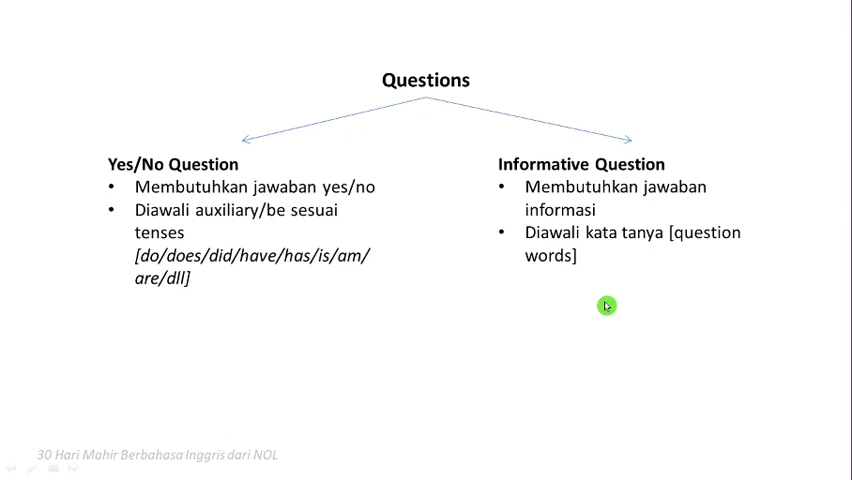 Questions
Yes/No Question
• Membutuhkan jawaban yes/no
• Diawali auxiliary/be sesuai
tenses
[do/does/did/have/has/is/am/
are/dll]
Informative Question
• Membutuhkan jawaban
informasi
• Diawali kata tanya [question
words]
30 Hari Mahir Berbahasa Inggris dari NOL